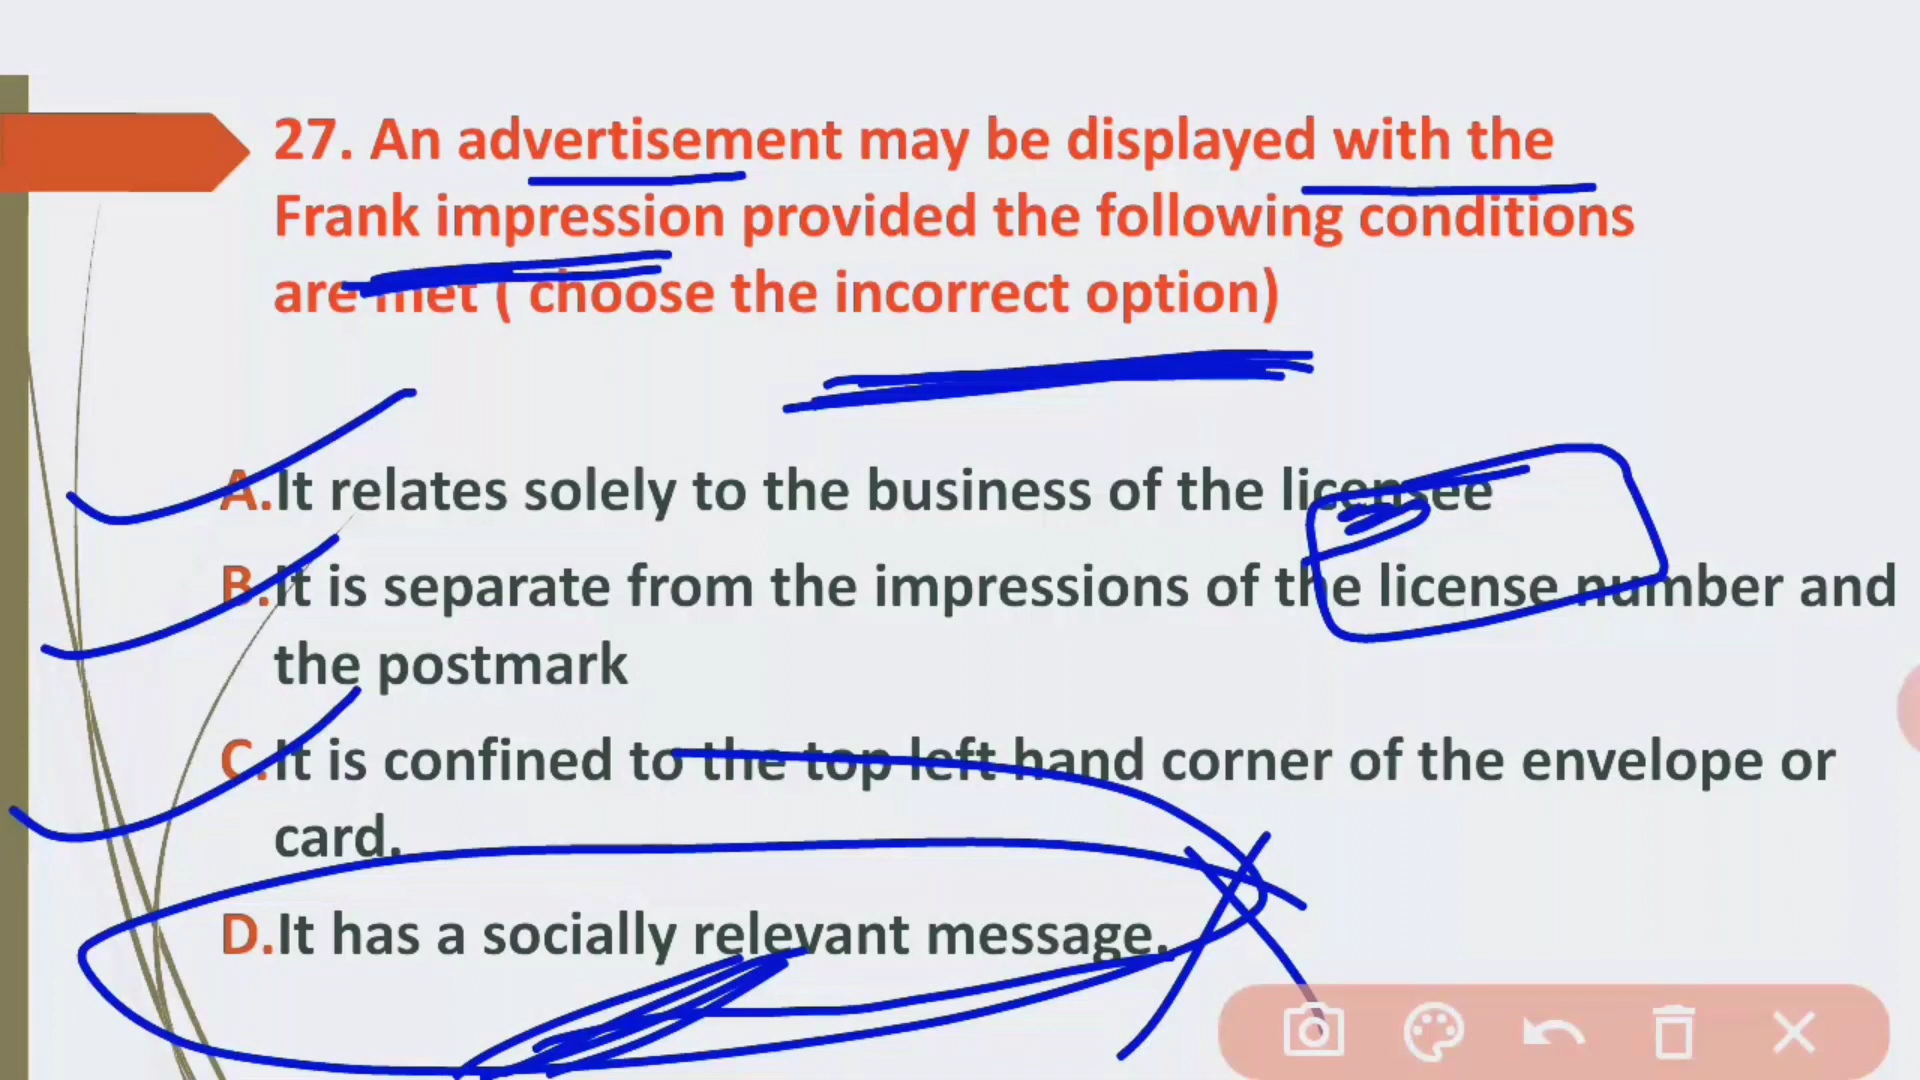 27. An advertisement may be displayed with the
Frank impression provided the following conditions
are met ( choose the incorrect option)
A.It relates solely to the business of the licensee
B.It is separate from the impressions of the license number and
the postmark
C.It is confined to the top left hand corner of the envelope or
card.
D.It has a socially relevant message.